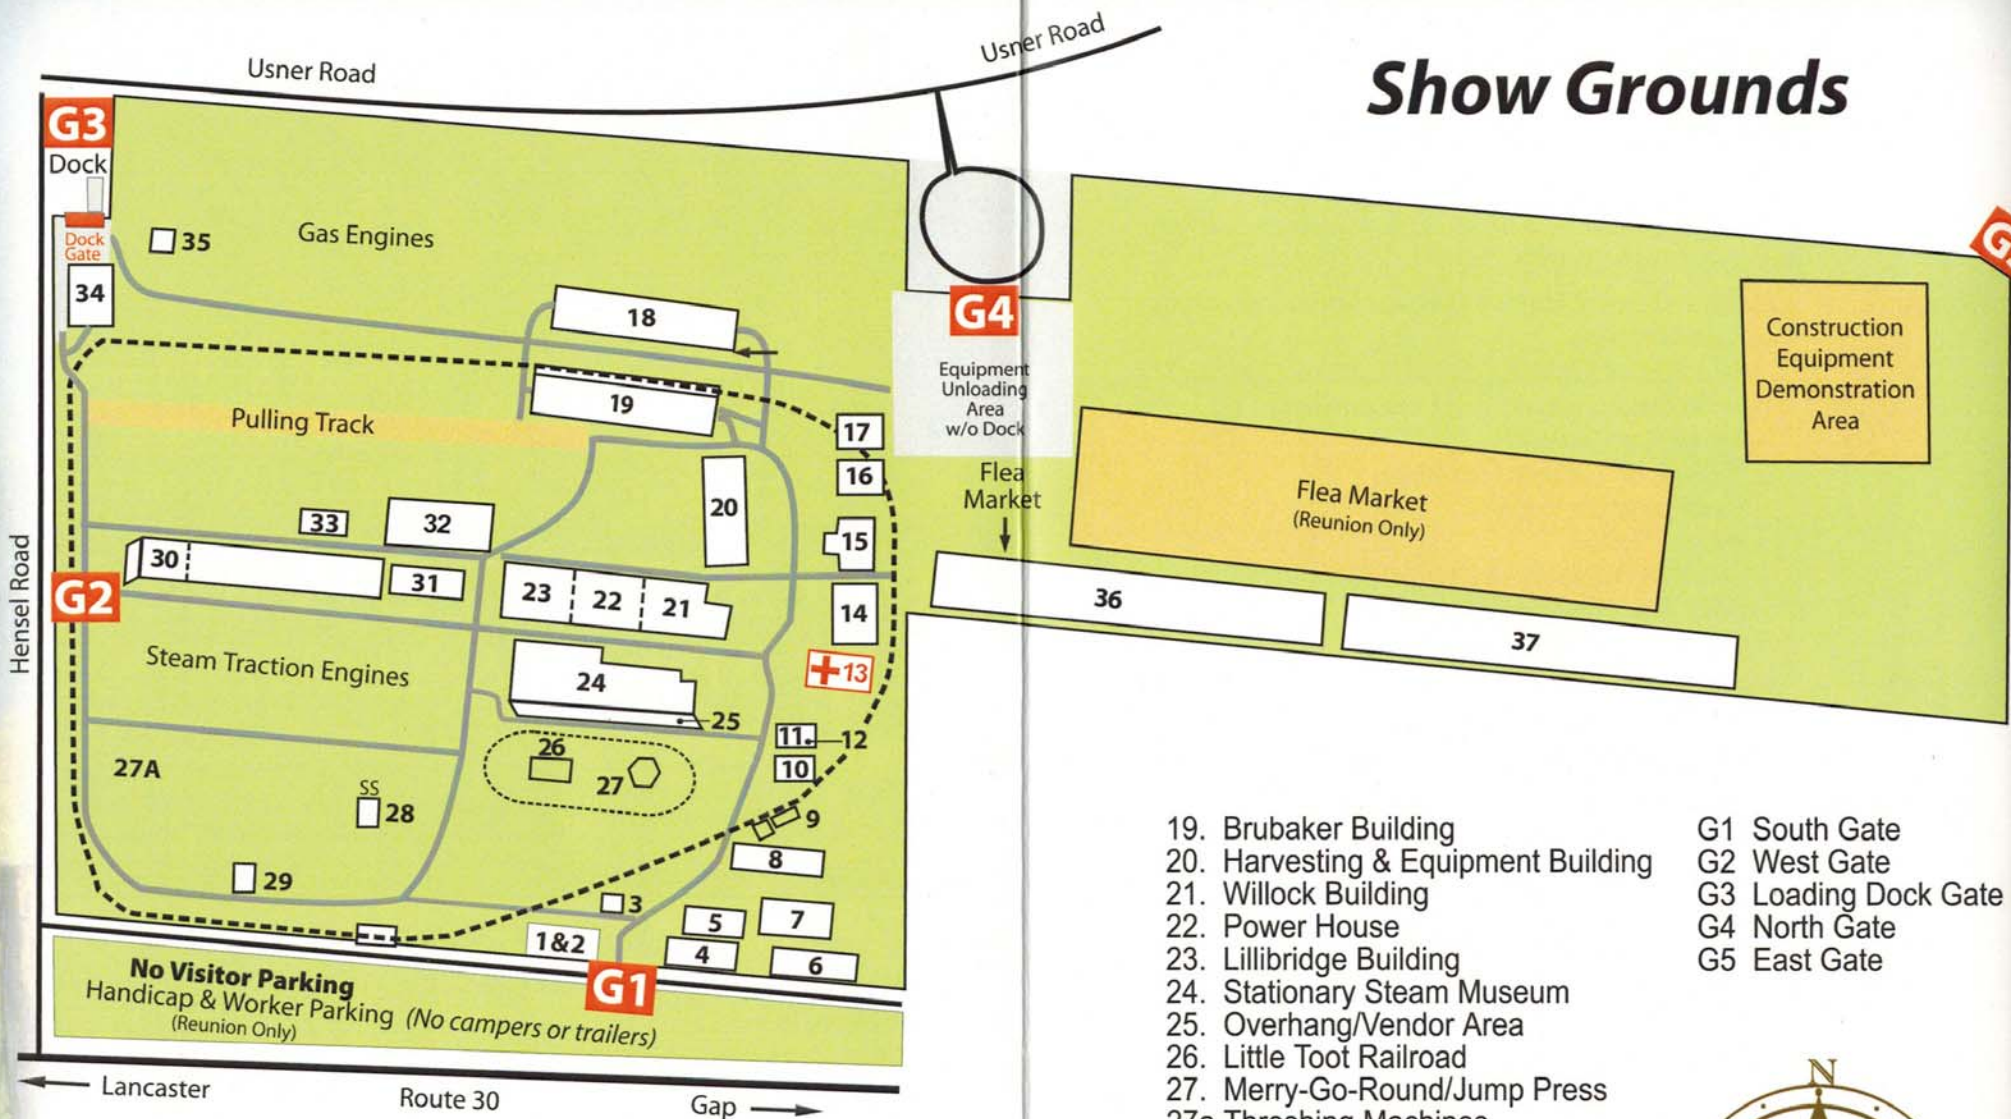 Usner Road
Usner Road
Show Grounds
G3
Dock
Dock
Gate
35
Gas Engines
34
18
G4
Equipment
Unloading
Area
w/o Dock
Construction
Equipment
Demonstration
Area
19
Pulling Track
17
16
Flea
Market
Flea Market
(Reunion Only)
20
33
32
15
30
31
23
22
21
14
36
37
Hensel Road
G2
Steam Traction Engines
24
+13
25
11
12
10
26
27
27A
SS
28
9
8
29
3
5
7
1&2
4
6
G1
No Visitor Parking
Handicap & Worker Parking (No campers or trailers)
(Reunion Only)
Lancaster
Route 30
Gap
19. Brubaker Building
20. Harvesting & Equipment Building
21. Willock Building
22. Power House
23. Lillibridge Building
24. Stationary Steam Museum
25. Overhang/Vendor Area
26. Little Toot Railroad
27. Merry-Go-Round/Jump Press
27a Threshing Machines
G1 South Gate
G2 West Gate
G3 Loading Dock Gate
G4 North Gate
G5 East Gate
N